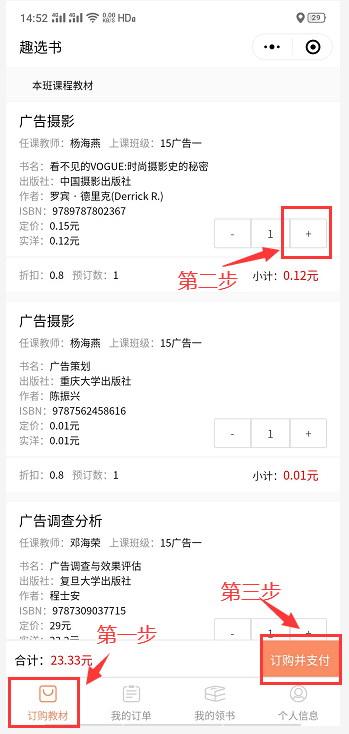 14:52 4G 4G 0.00 KB/S HD 29
趣选书
本班课程教材
广告摄影
任课教师：杨海燕 上课班级：15广告一
书名：看不见的VOGUE:时尚摄影史的秘密
出版社：中国摄影出版社
作者：罗宾·德里克(Derrick R.)
ISBN：9789787802367
定价：0.15元
实洋：0.12元
- 1 +
第二步
折扣：0.8 预订数：1 小计：0.12元
广告摄影
任课教师：杨海燕 上课班级：15广告一
书名：广告策划
出版社：重庆大学出版社
作者：陈振兴
ISBN：9787562458616
定价：0.01元
实洋：0.01元
- 1 +
折扣：0.8 预订数：1 小计：0.01元
广告调查分析
任课教师：邓海荣 上课班级：15广告一
书名：广告调查与效果评估
出版社：复旦大学出版社
作者：程士安
ISBN：9787309037715
定价：29元
实洋：23.2元
- 1 +
第三步
第一步
合计：23.33元 订购并支付
订购教材 我的订单 我的领书 个人信息